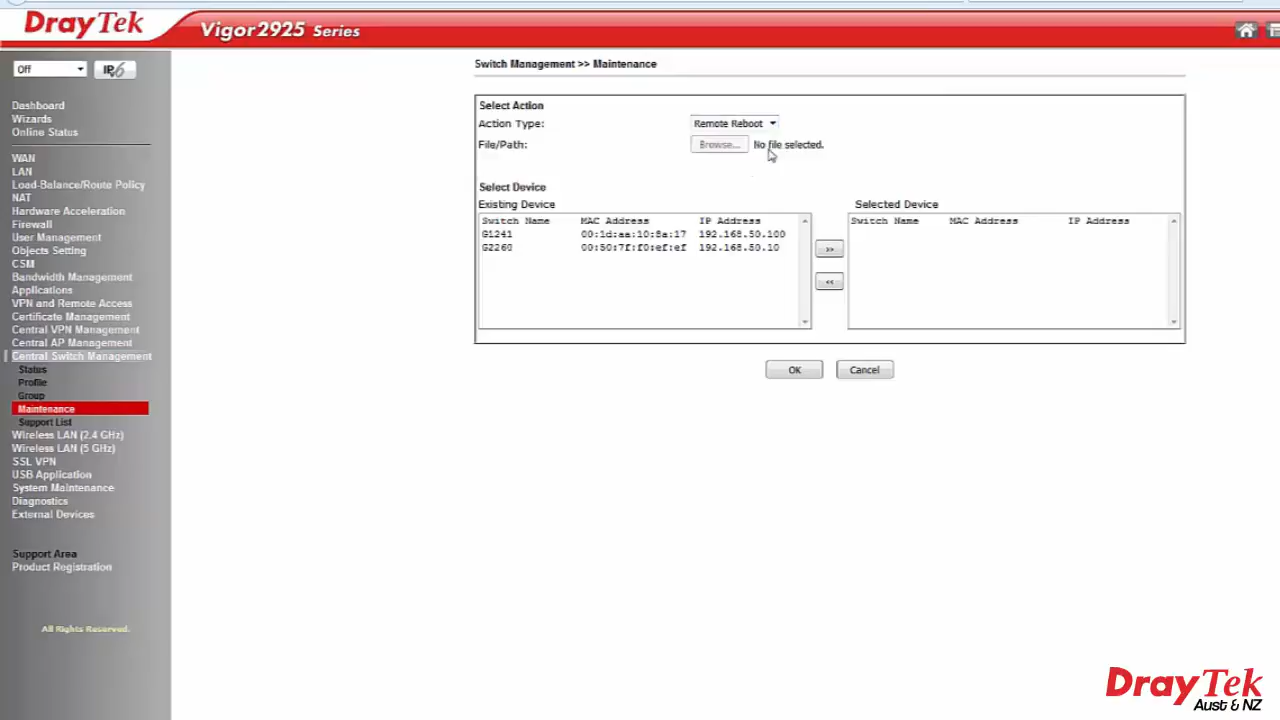 DrayTek
Vigor2925 Series
Off
IPv6
Dashboard
Wizards
Online Status
WAN
LAN
Load-Balance/Route Policy
NAT
Hardware Acceleration
Firewall
User Management
Objects Setting
CSM
Bandwidth Management
Applications
VPN and Remote Access
Certificate Management
Central VPN Management
Central AP Management
Central Switch Management
Status
Profile
Group
Maintenance
Support List
Wireless LAN (2.4 GHz)
Wireless LAN (5 GHz)
SSL VPN
USB Application
System Maintenance
Diagnostics
External Devices
Support Area
Product Registration
All Rights Reserved.
Switch Management >> Maintenance
Select Action
Action Type: Remote Reboot
File/Path: Browse... No file selected.
Select Device
Existing Device
Switch Name MAC Address IP Address
G1241 00:1d:aa:10:8a:17 192.168.50.100
G2260 00:50:7f:f0:ef:ef 192.168.50.10
>>
<<
Selected Device
Switch Name MAC Address IP Address
OK Cancel
DrayTek
Aust & NZ